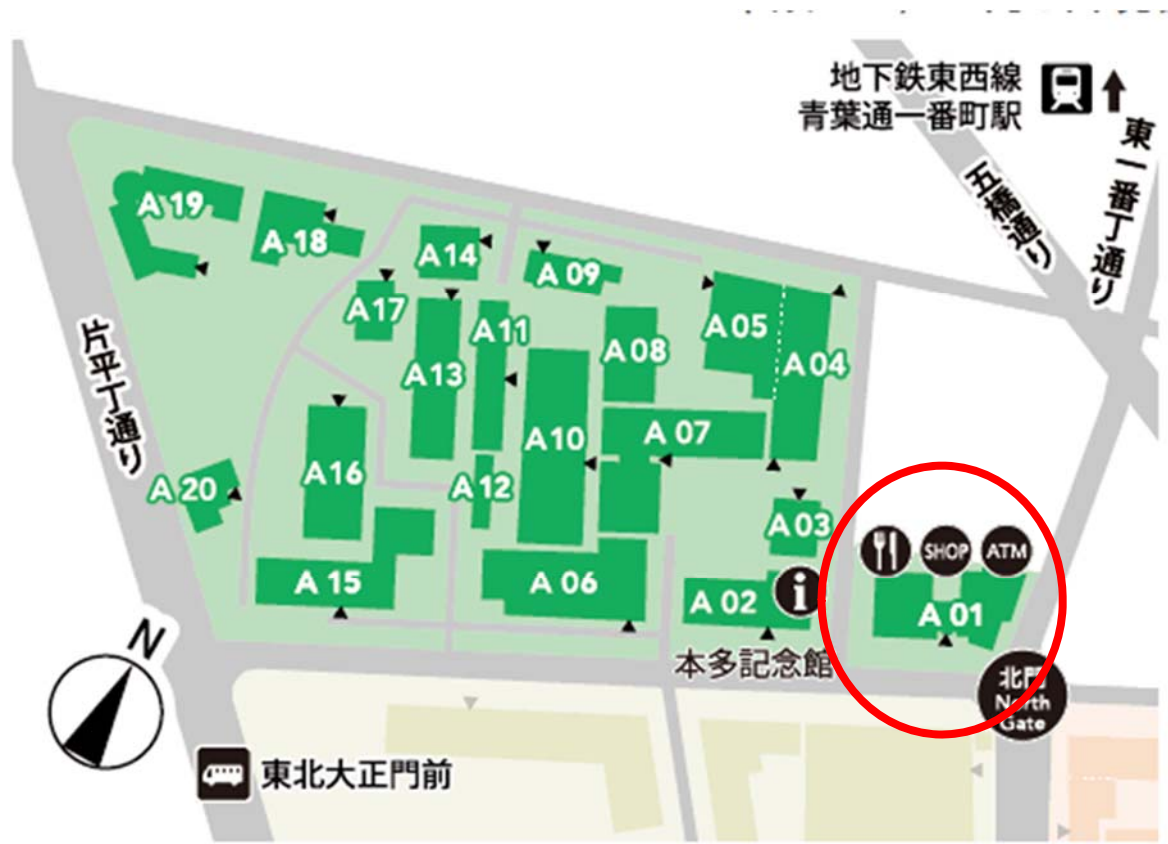 地下鉄東西線
青葉通一番町駅
東一番丁通り
五橋通り
A 19
A 18
A 14
A 09
A 17
A 11
A 05
A 13
A 08
A 04
片平丁通り
A 10
A 07
A 16
A 20
A 12
A 03
SHOP
ATM
A 15
A 06
A 02
i
A 01
本多記念館
N
北門
North
Gate
東北大正門前